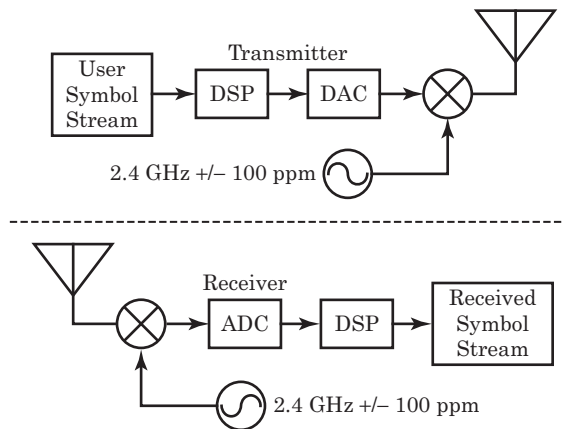 Transmitter
User
Symbol
Stream
DSP
DAC
2.4 GHz +/– 100 ppm
Receiver
ADC
DSP
Received
Symbol
Stream
2.4 GHz +/– 100 ppm